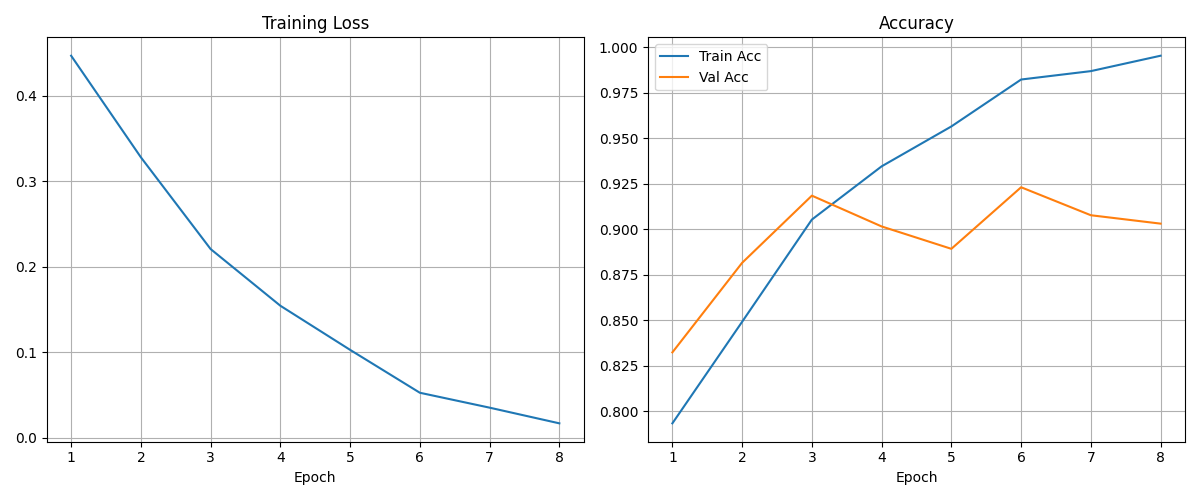 Training Loss
0.4
0.3
0.2
0.1
0.0
1 2 3 4 5 6 7 8
Epoch
Accuracy
Train Acc
Val Acc
1.000
0.975
0.950
0.925
0.900
0.875
0.850
0.825
0.800
1 2 3 4 5 6 7 8
Epoch